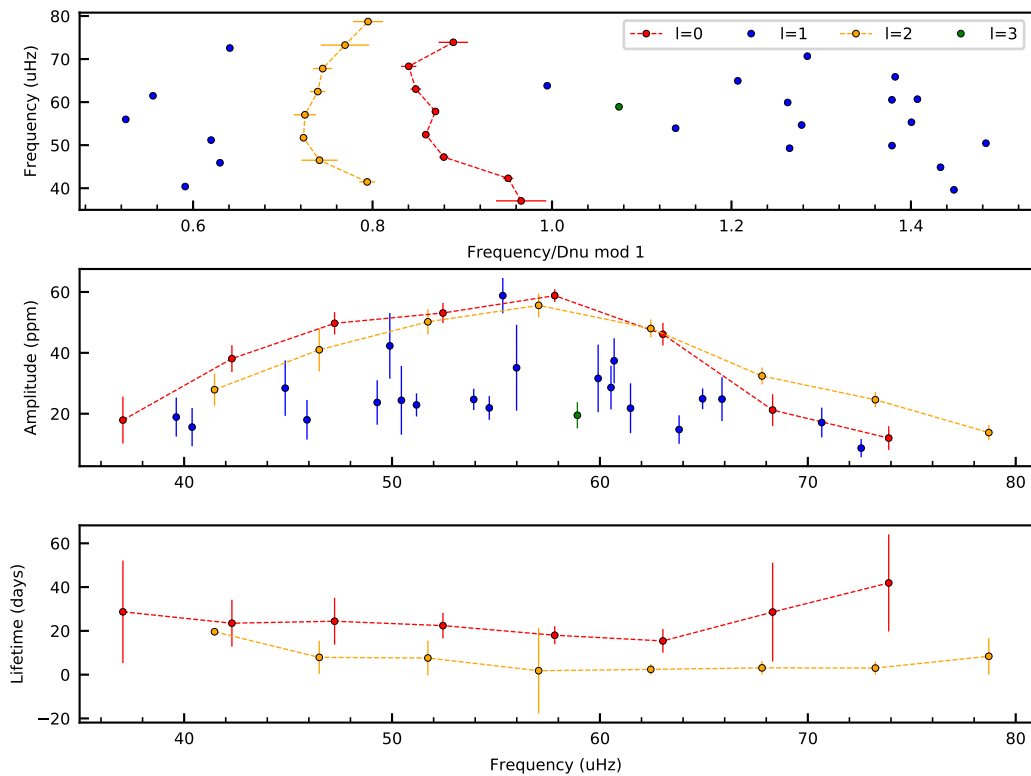 80
70
60
50
40
Frequency (uHz)
l=0 l=1 l=2 l=3
0.6 0.8 1.0 1.2 1.4
Frequency/Dnu mod 1
60
40
20
Amplitude (ppm)
40 50 60 70 80
60
40
20
0
−20
Lifetime (days)
40 50 60 70 80
Frequency (uHz)